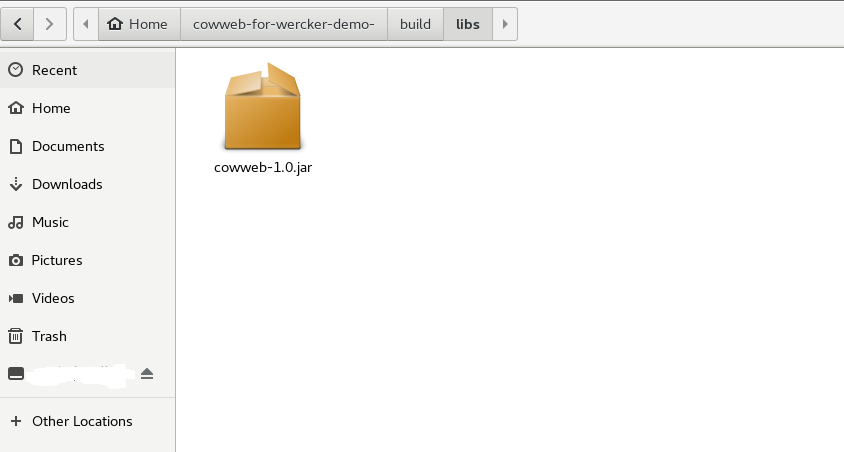 Home cowweb-for-wercker-demo- build libs
Recent
Home
Documents
Downloads
Music
Pictures
Videos
Trash
Other Locations
cowweb-1.0.jar